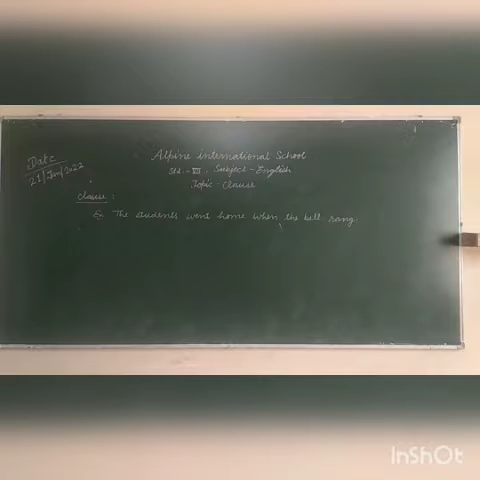 Date
21/Jan/2022
Alpine international School
Std. - VII . Subject - English
Topic - Clause
Clause :
Ex. The students went home when the bell rang.
InShOt